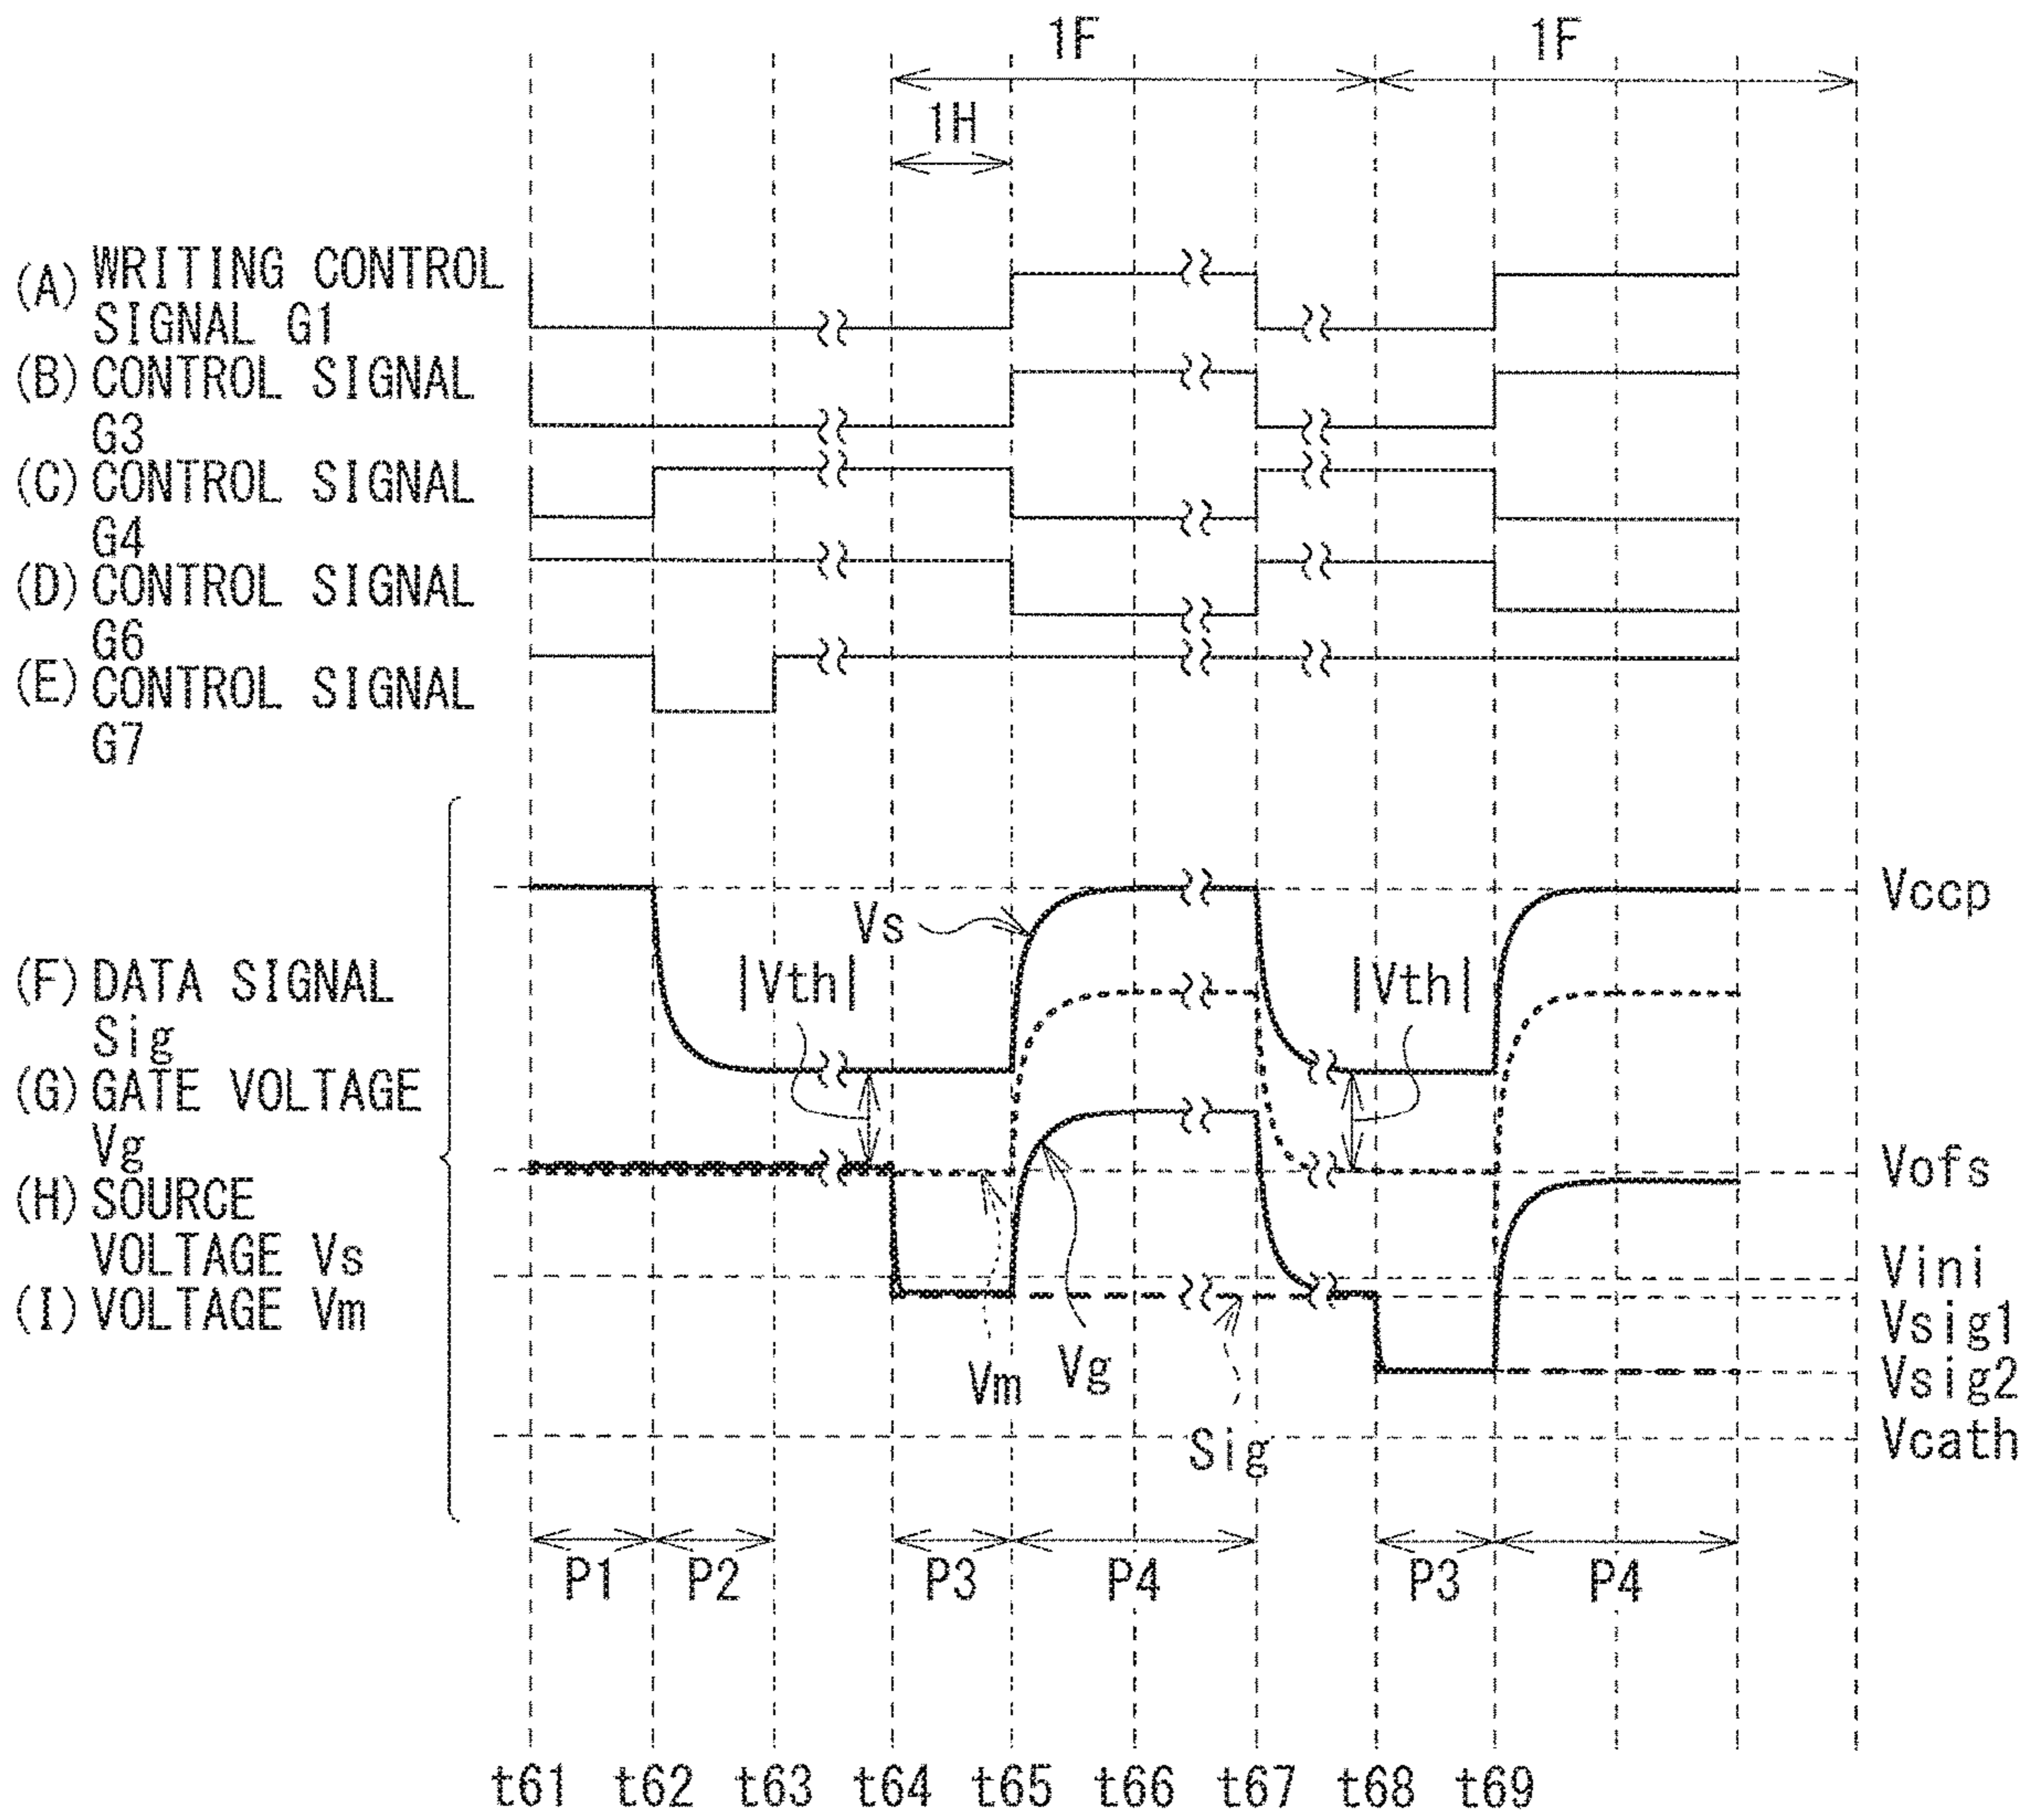 1F 1F
1H
(A) WRITING CONTROL
SIGNAL G1
(B) CONTROL SIGNAL
G3
(C) CONTROL SIGNAL
G4
(D) CONTROL SIGNAL
G6
(E) CONTROL SIGNAL
G7
Vccp
Vs
(F) DATA SIGNAL
Sig
|Vth| |Vth|
(G) GATE VOLTAGE
Vg
Vofs
(H) SOURCE
VOLTAGE Vs
Vini
(I) VOLTAGE Vm
Vsig1
Vm Vg
Vsig2
Sig
Vcath
P1 P2 P3 P4 P3 P4
t61 t62 t63 t64 t65 t66 t67 t68 t69